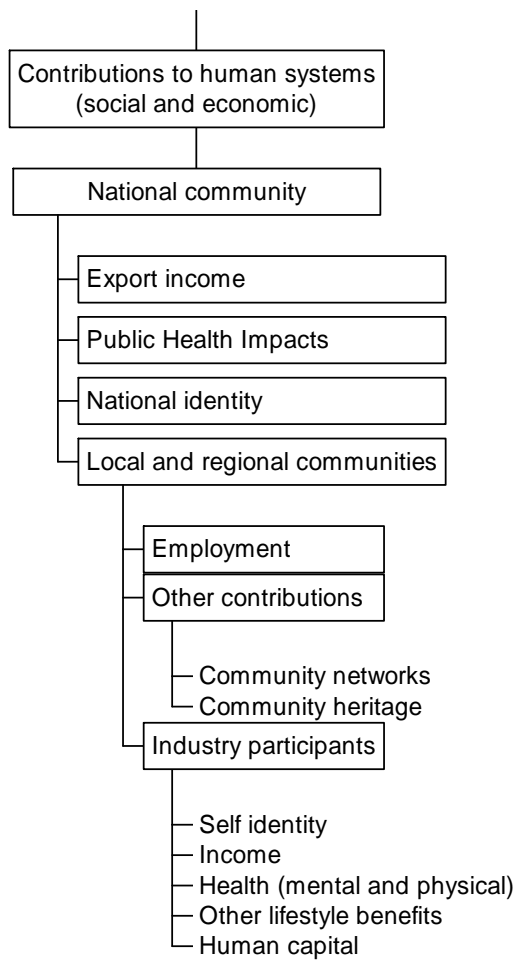 Contributions to human systems
(social and economic)
National community
Export income
Public Health Impacts
National identity
Local and regional communities
Employment
Other contributions
Community networks
Community heritage
Industry participants
Self identity
Income
Health (mental and physical)
Other lifestyle benefits
Human capital